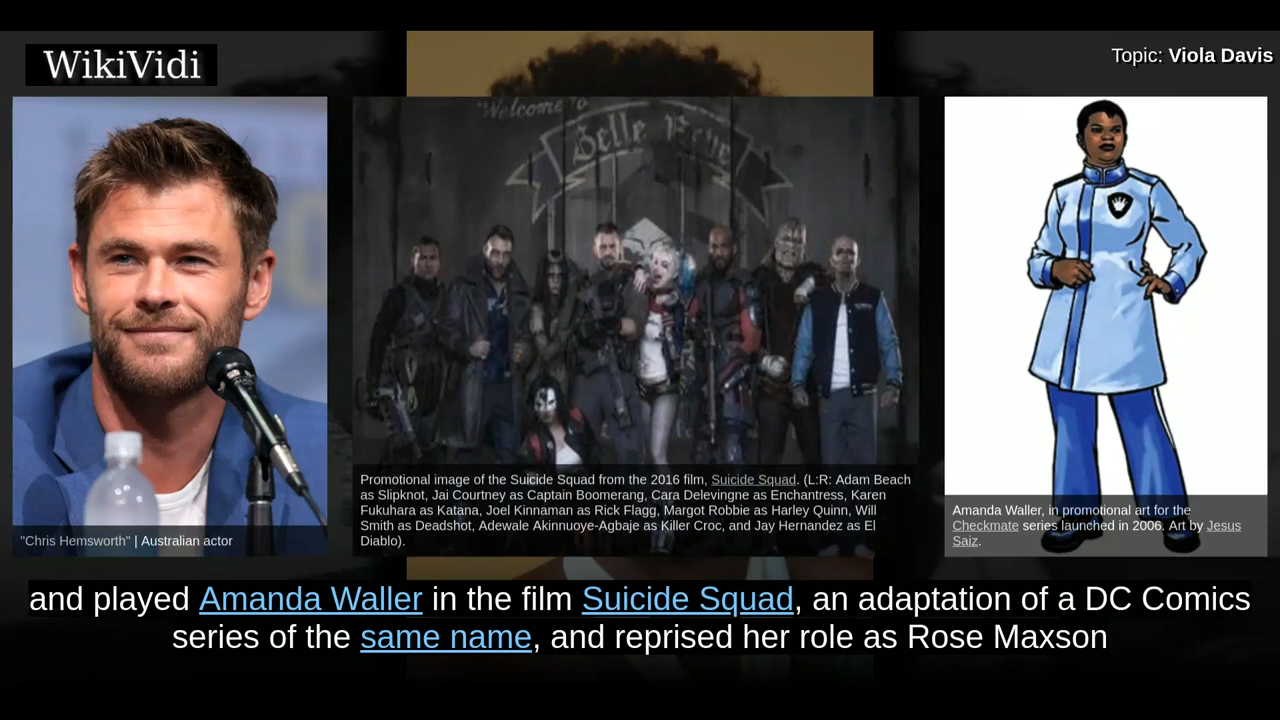 WikiVidi
Topic: Viola Davis
"Welcome to
Belle Reve
"Chris Hemsworth" | Australian actor
Promotional image of the Suicide Squad from the 2016 film, Suicide Squad. (L:R: Adam Beach
as Slipknot, Jai Courtney as Captain Boomerang, Cara Delevingne as Enchantress, Karen
Fukuhara as Katana, Joel Kinnaman as Rick Flagg, Margot Robbie as Harley Quinn, Will
Smith as Deadshot, Adewale Akinnuoye-Agbaje as Killer Croc, and Jay Hernandez as El
Diablo).
Amanda Waller, in promotional art for the
Checkmate series launched in 2006. Art by Jesus
Saiz.
and played Amanda Waller in the film Suicide Squad, an adaptation of a DC Comics
series of the same name, and reprised her role as Rose Maxson